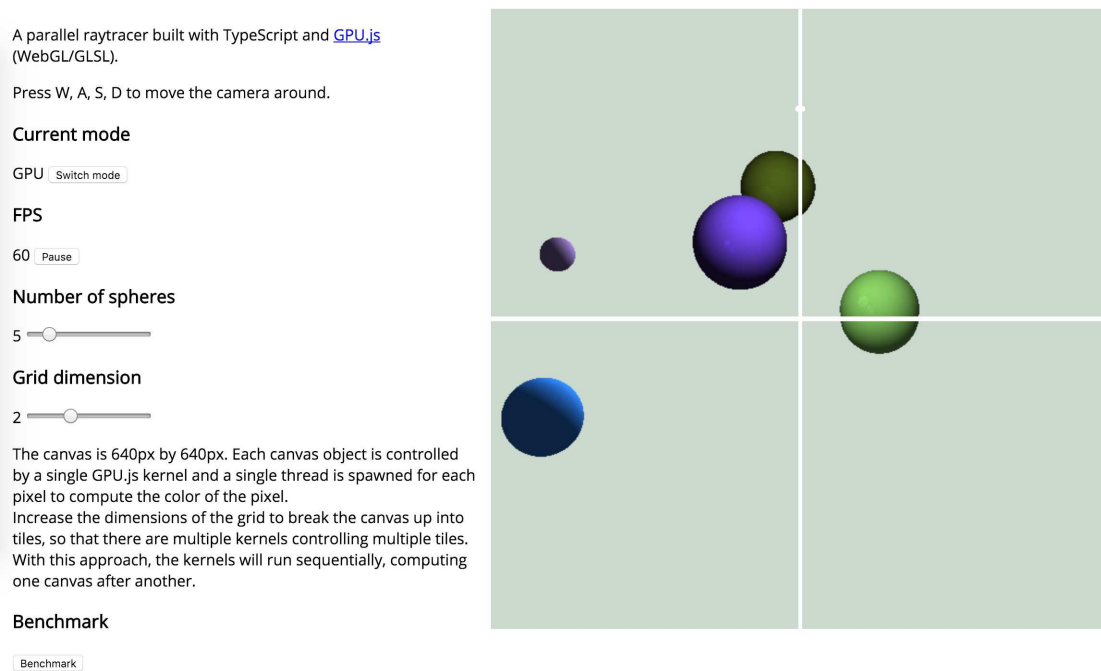 A parallel raytracer built with TypeScript and GPU.js
(WebGL/GLSL).
Press W, A, S, D to move the camera around.
Current mode
GPU Switch mode
FPS
60 Pause
Number of spheres
5
Grid dimension
2
The canvas is 640px by 640px. Each canvas object is controlled
by a single GPU.js kernel and a single thread is spawned for each
pixel to compute the color of the pixel.
Increase the dimensions of the grid to break the canvas up into
tiles, so that there are multiple kernels controlling multiple tiles.
With this approach, the kernels will run sequentially, computing
one canvas after another.
Benchmark
Benchmark